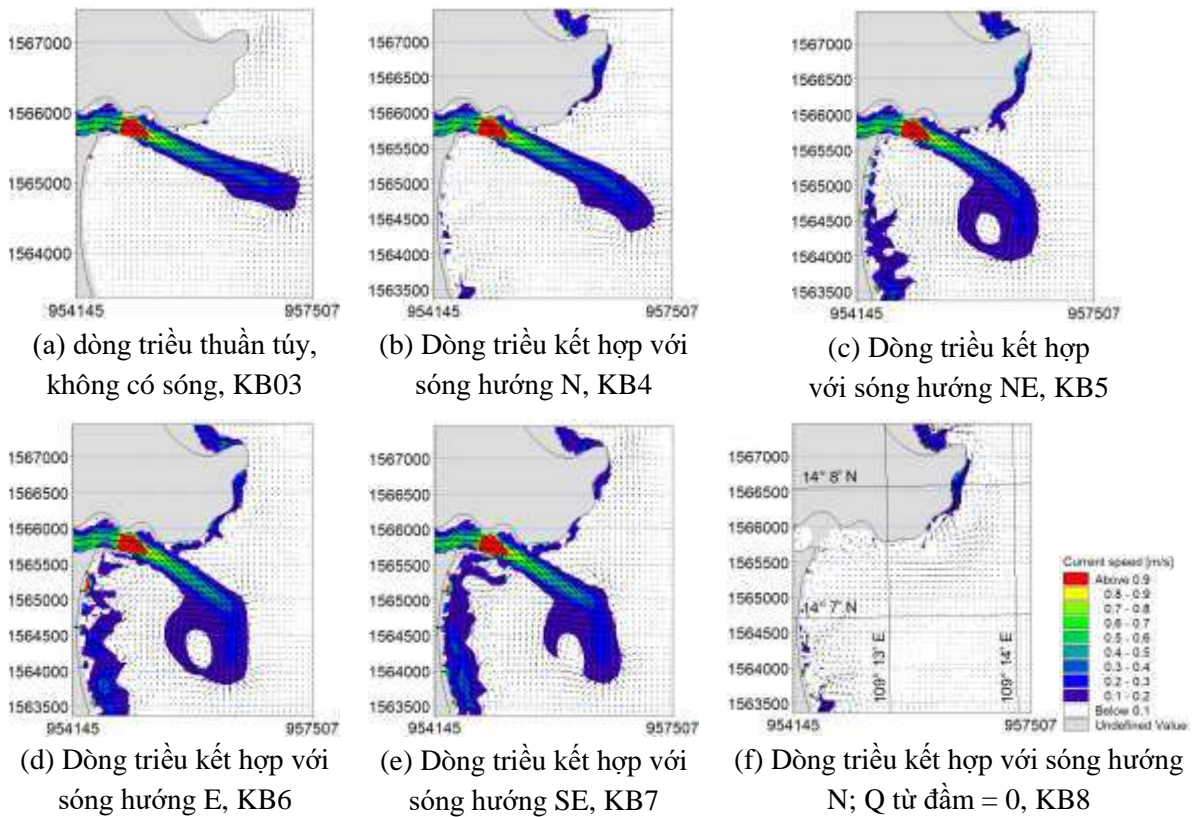 1567000
1566000
1565000
1564000
954145 957507
(a) dòng triều thuần túy,
không có sóng, KB03
1567000
1566500
1566000
1565500
1565000
1564500
1564000
1563500
954145 957507
(b) Dòng triều kết hợp với
sóng hướng N, KB4
1567000
1566500
1566000
1565500
1565000
1564500
1564000
1563500
954145 957507
(c) Dòng triều kết hợp
với sóng hướng NE, KB5
1567000
1566500
1566000
1565500
1565000
1564500
1564000
1563500
954145 957507
(d) Dòng triều kết hợp với
sóng hướng E, KB6
1567000
1566500
1566000
1565500
1565000
1564500
1564000
1563500
954145 957507
(e) Dòng triều kết hợp với
sóng hướng SE, KB7
1567000
1566500
1566000
1565500
1565000
1564500
1564000
1563500
14° 8' N
14° 7' N
109° 13' E
109° 14' E
954145 957507
Current speed [m/s]
Above 0.9
0.8 - 0.9
0.7 - 0.8
0.6 - 0.7
0.5 - 0.6
0.4 - 0.5
0.3 - 0.4
0.2 - 0.3
0.1 - 0.2
Below 0.1
Undefined Value
(f) Dòng triều kết hợp với sóng hướng
N; Q từ đầm = 0, KB8